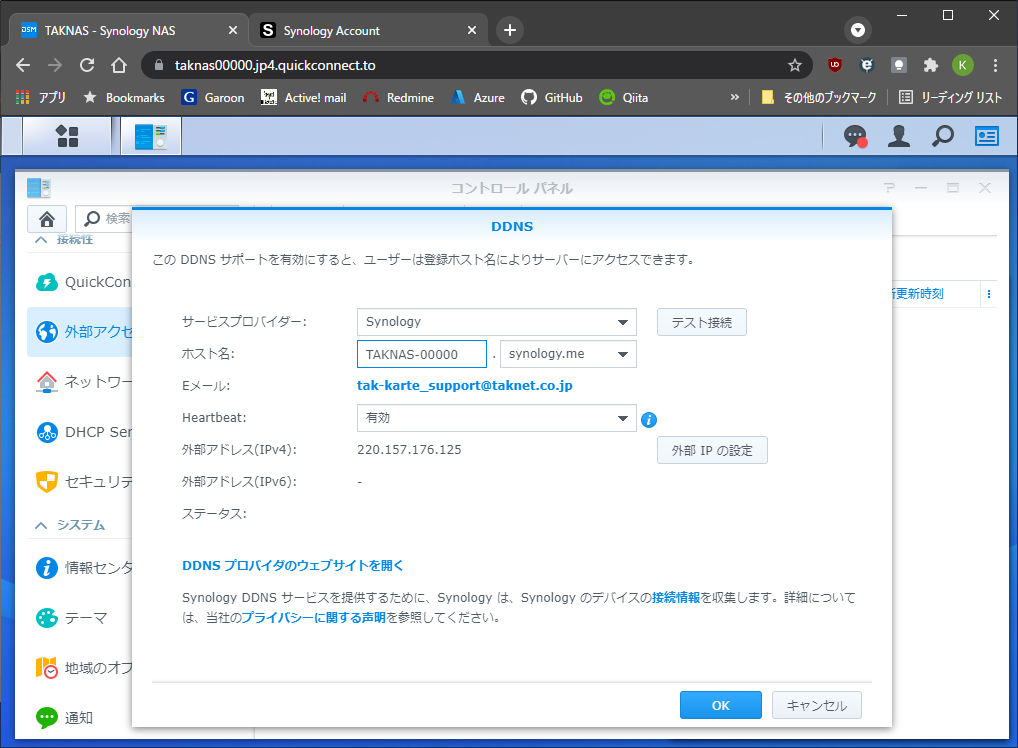 DSM TAKNAS - Synology NAS
S Synology Account
taknas00000.jp4.quickconnect.to
K
アプリ Bookmarks G Garoon Active! mail Redmine Azure GitHub Qiita » その他のブックマーク リーディング リスト
コントロール パネル
検索
接続性
QuickCon
外部アクセ
ネットワー
DHCP Ser
セキュリテ
システム
情報センタ
テーマ
地域のオプ
通知
更新時刻
DDNS
この DDNS サポートを有効にすると、ユーザーは登録ホスト名によりサーバーにアクセスできます。
サービスプロバイダー: Synology テスト接続
ホスト名: TAKNAS-00000 . synology.me
Eメール: tak-karte_support@taknet.co.jp
Heartbeat: 有効
外部アドレス(IPv4): 220.157.176.125 外部 IP の設定
外部アドレス(IPv6): -
ステータス:
DDNS プロバイダのウェブサイトを開く
Synology DDNS サービスを提供するために、Synology は、Synology のデバイスの接続情報を収集します。詳細について
は、当社のプライバシーに関する声明を参照してください。
OK キャンセル